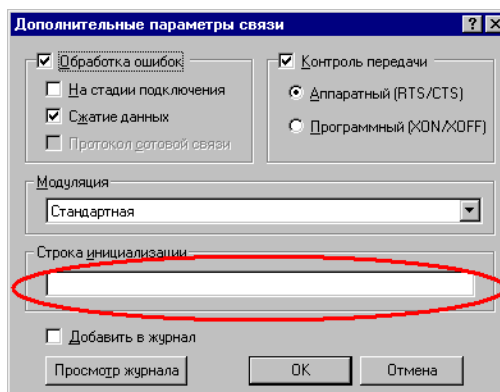 Дополнительные параметры связи
Обработка ошибок
На стадии подключения
Сжатие данных
Протокол сотовой связи
Контроль передачи
Аппаратный (RTS/CTS)
Программный (XON/XOFF)
Модуляция
Стандартная
Строка инициализации
Добавить в журнал
Просмотр журнала
OK
Отмена